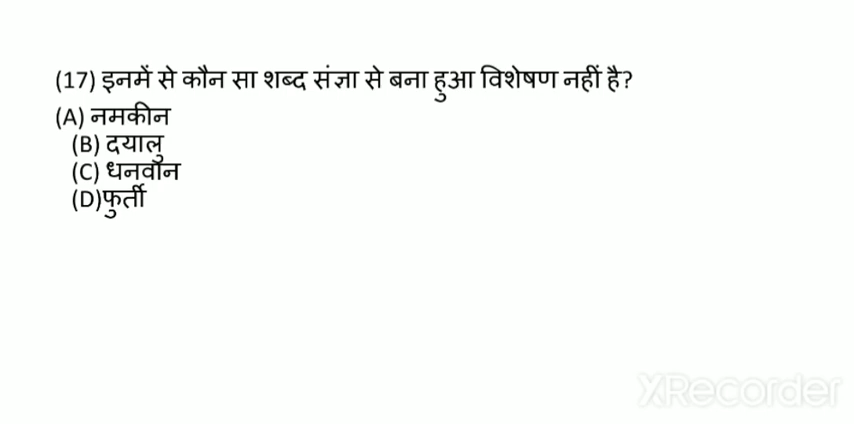 (17) इनमें से कौन सा शब्द संज्ञा से बना हुआ विशेषण नहीं है?
(A) नमकीन
(B) दयालु
(C) धनवान
(D)फुर्ती
XRecorder